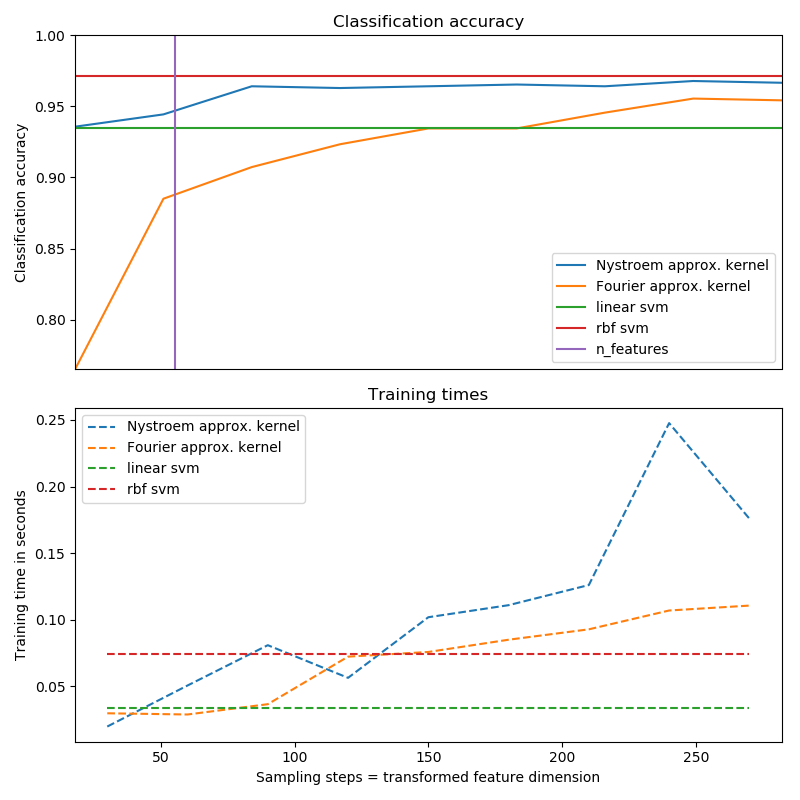 Classification accuracy
1.00
0.95
0.90
0.85
0.80
Classification accuracy
Nystroem approx. kernel
Fourier approx. kernel
linear svm
rbf svm
n_features
Training times
0.25
0.20
0.15
0.10
0.05
Training time in seconds
Nystroem approx. kernel
Fourier approx. kernel
linear svm
rbf svm
50 100 150 200 250
Sampling steps = transformed feature dimension